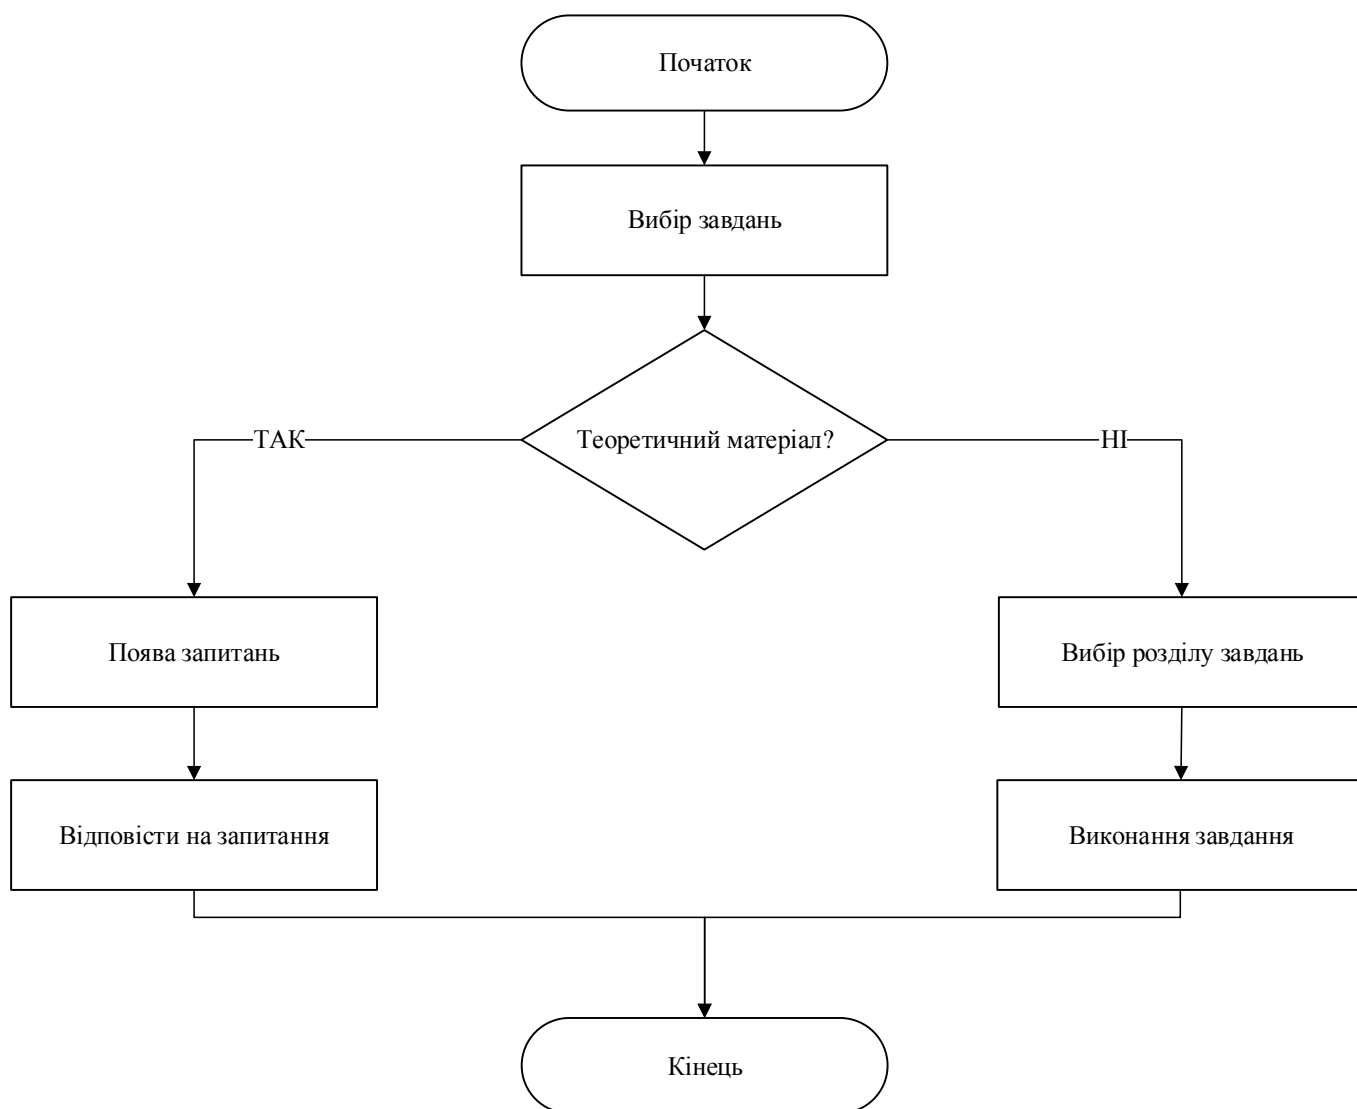 Початок
Вибір завдань
ТАК
Теоретичний матеріал?
НІ
Поява запитань
Вибір розділу завдань
Відповісти на запитання
Виконання завдання
Кінець